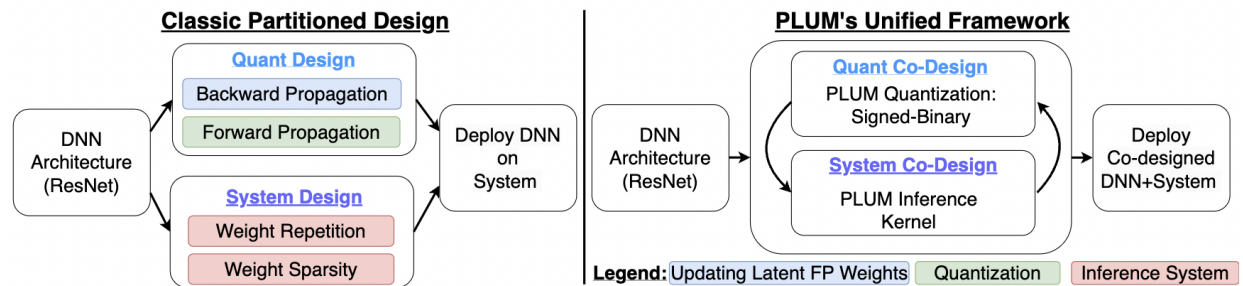 Classic Partitioned Design
Quant Design
Backward Propagation
Forward Propagation
DNN
Architecture
(ResNet)
System Design
Weight Repetition
Weight Sparsity
Deploy DNN
on
System
PLUM's Unified Framework
DNN
Architecture
(ResNet)
Quant Co-Design
PLUM Quantization:
Signed-Binary
System Co-Design
PLUM Inference
Kernel
Deploy
Co-designed
DNN+System
Legend: Updating Latent FP Weights Quantization Inference System